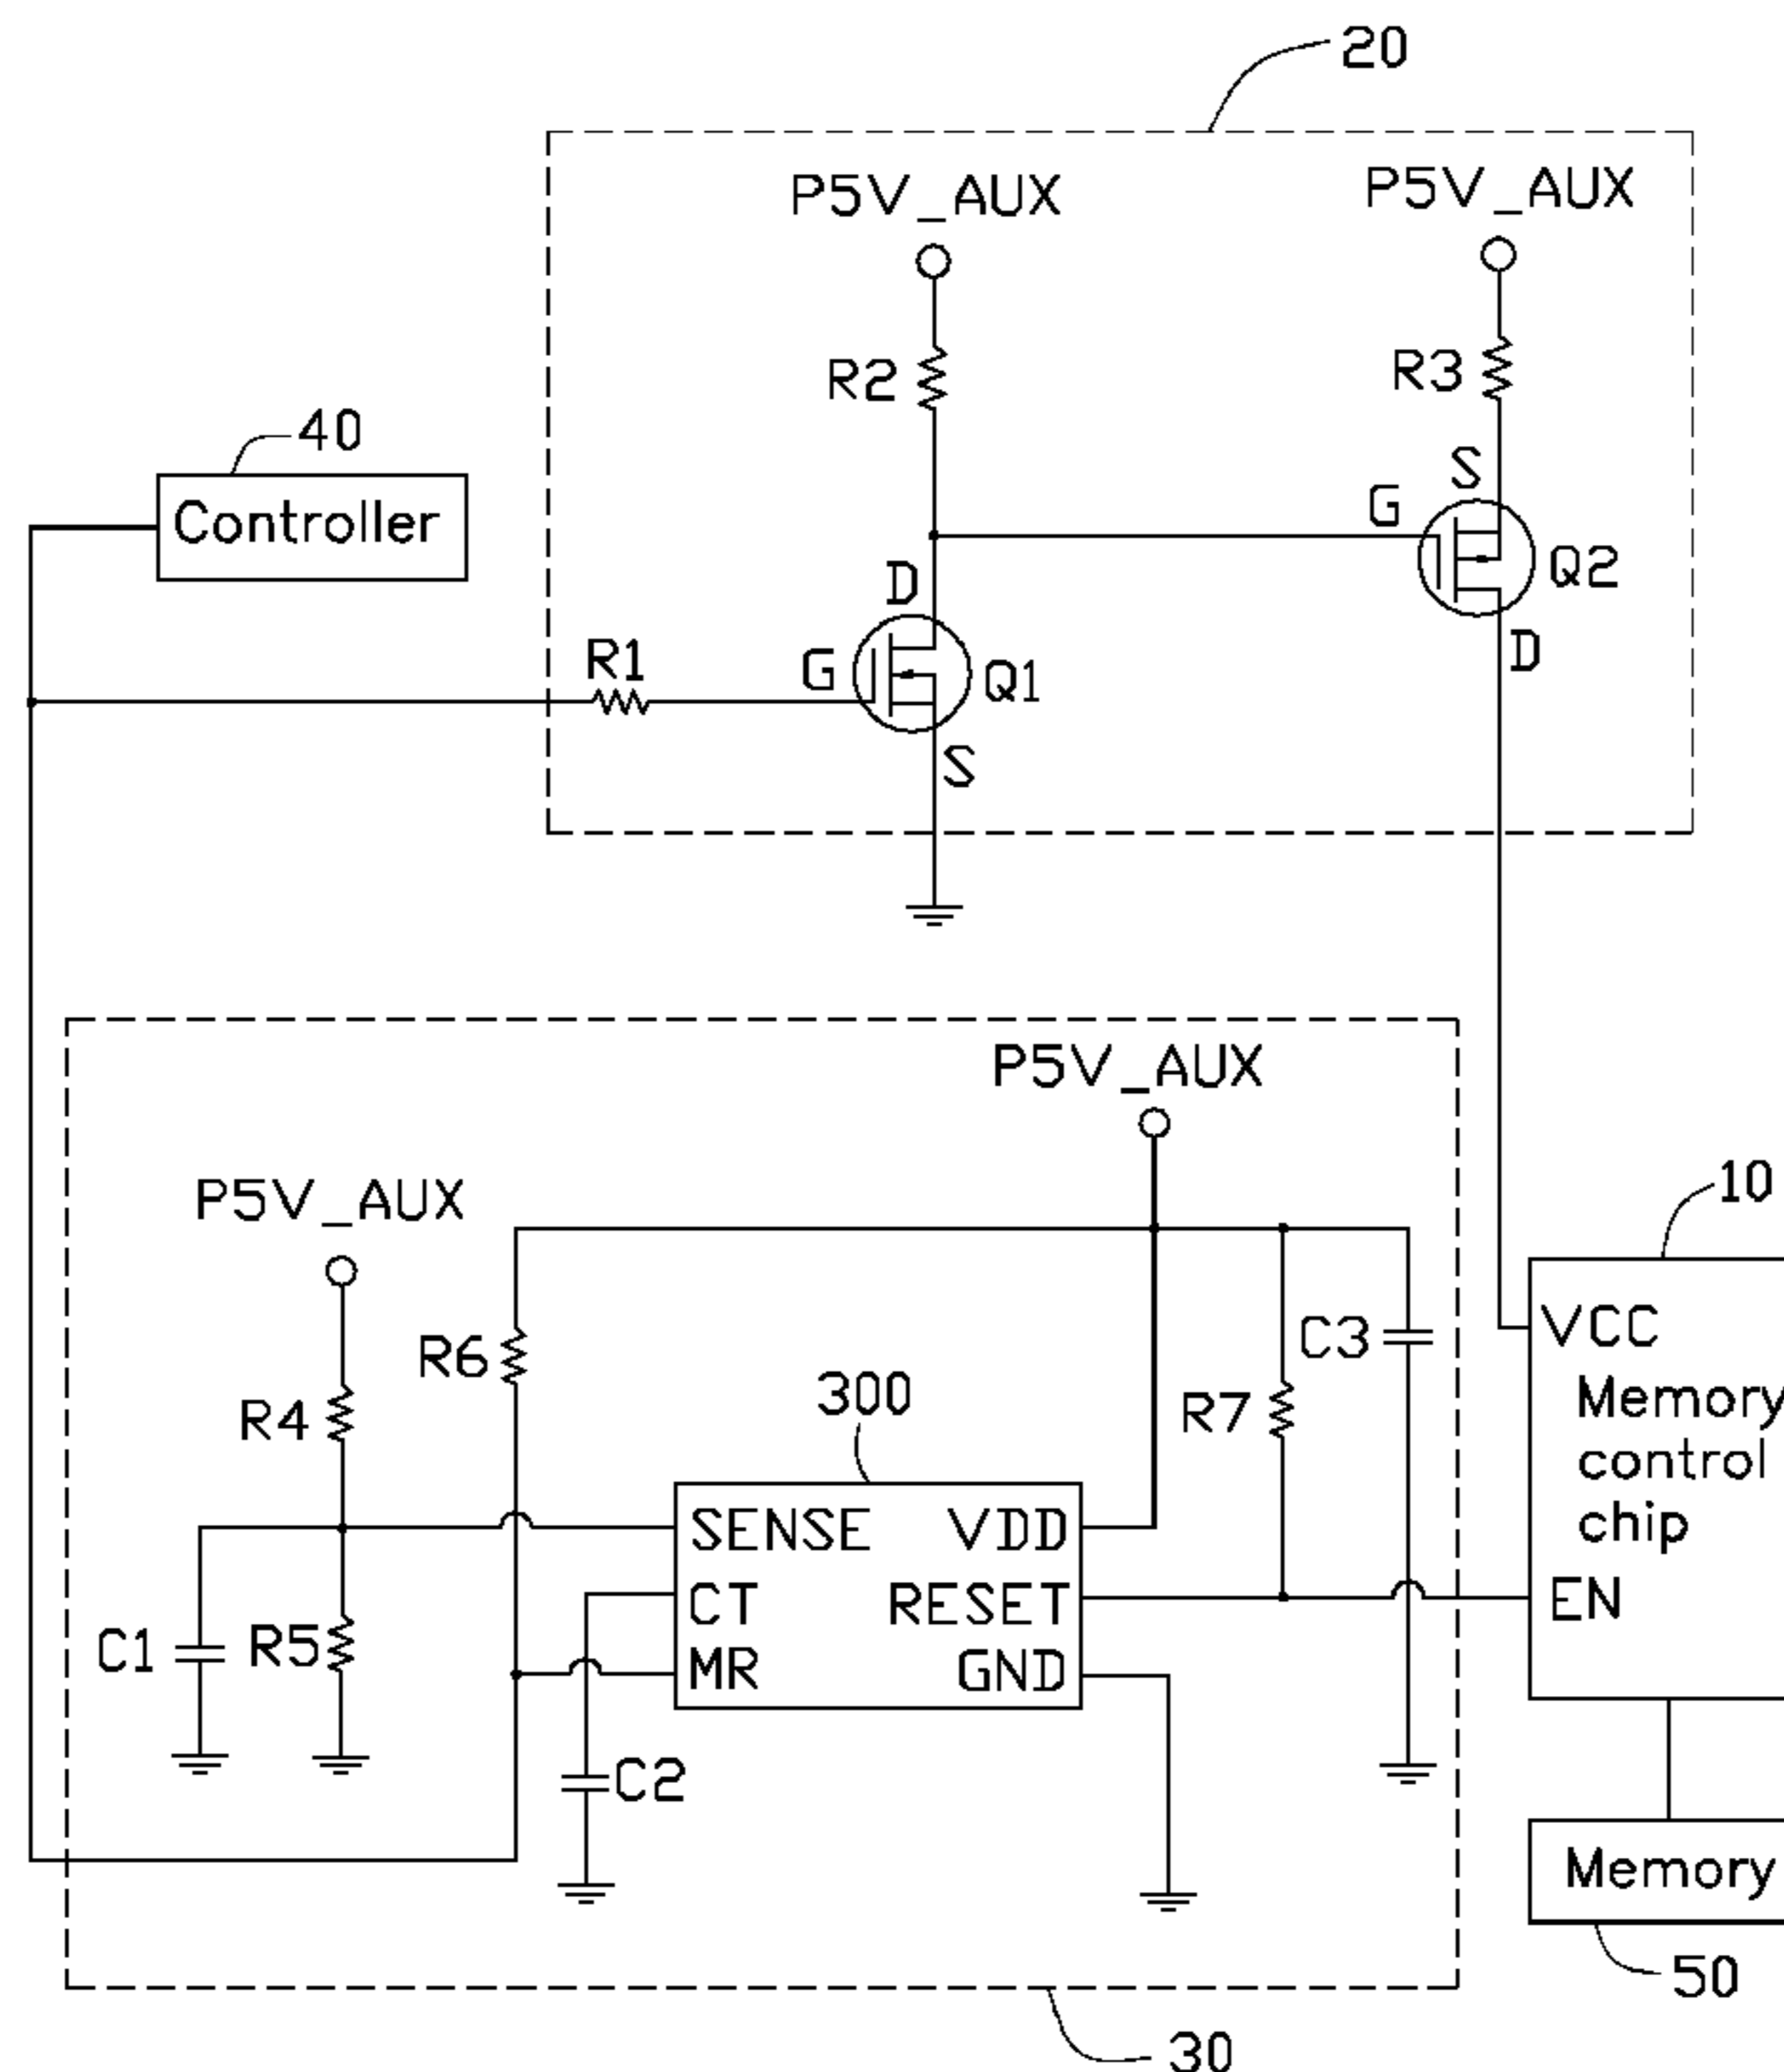 20
P5V_AUX
P5V_AUX
R2
R3
40
Controller
S
G
Q2
D
D
R1
G
Q1
S
P5V_AUX
10
P5V_AUX
VCC
C3
R6
300
R7
R4
Memory
control
chip
SENSE
VDD
CT
RESET
EN
C1
R5
MR
GND
C2
Memory
50
30